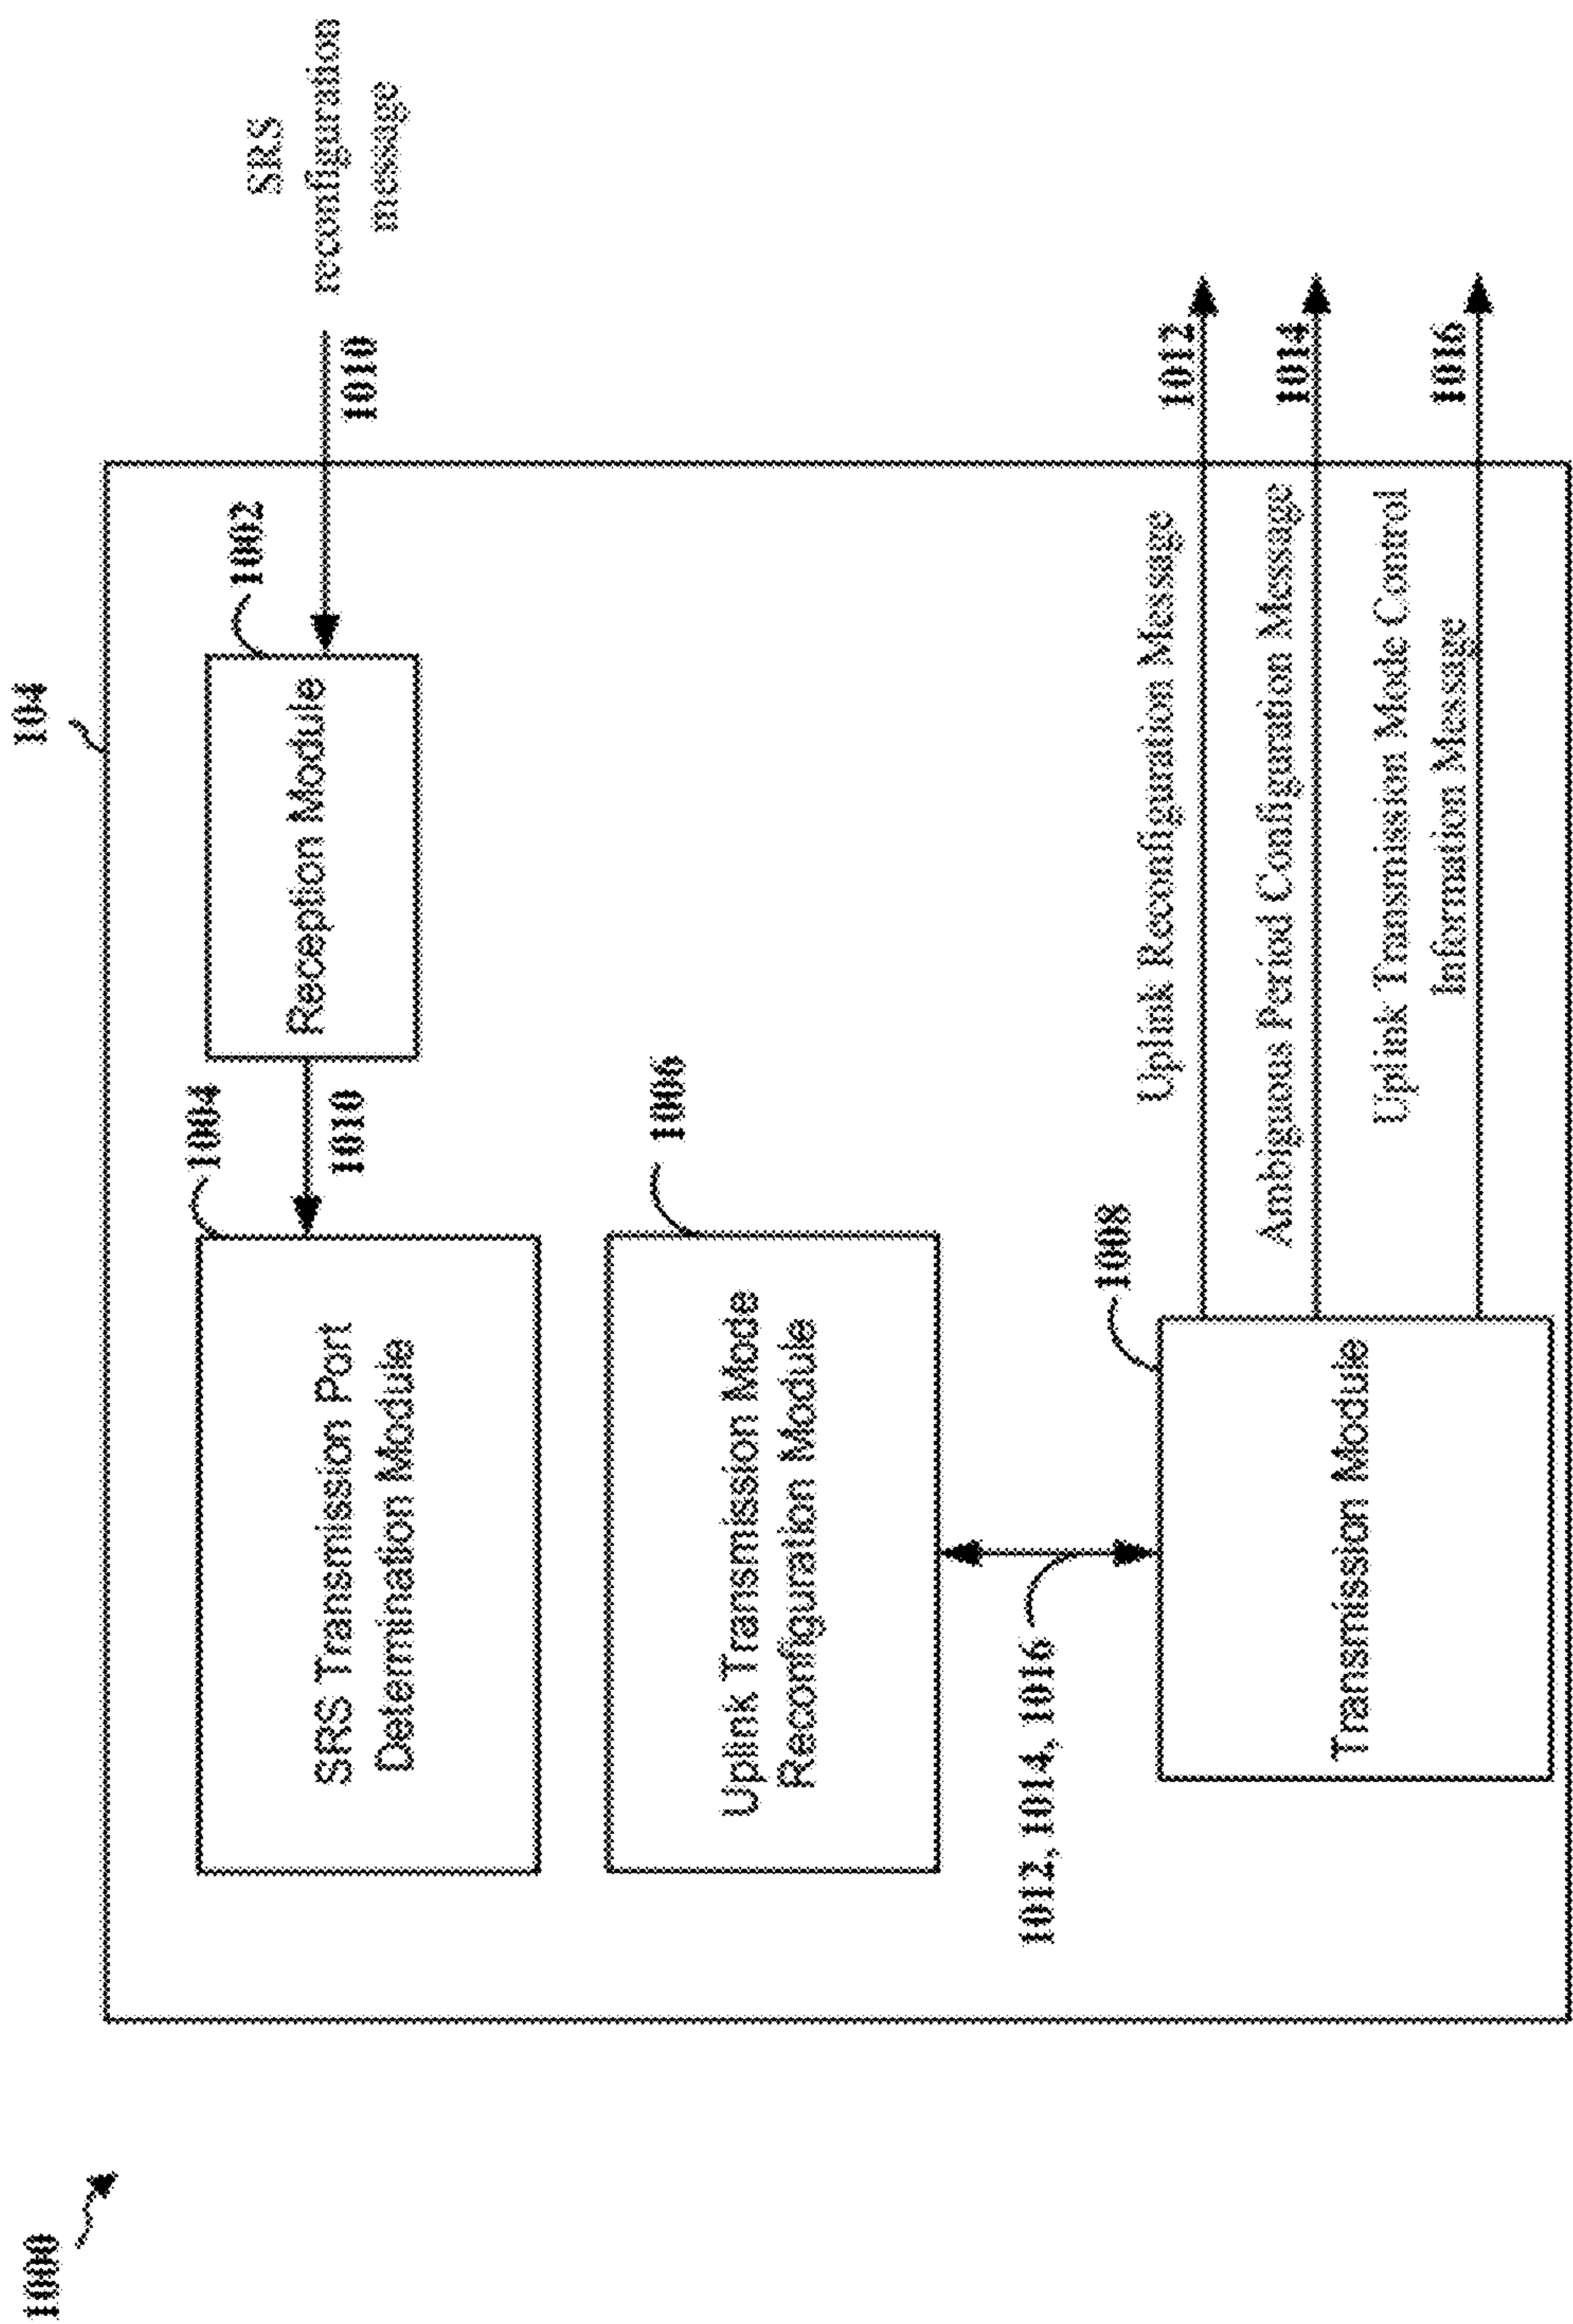 1000
104
SRS
reconfiguration
message
1010
1002
Reception Module
1010
1004
SRS Transmission Port
Determination Module
1006
Uplink Transmission Mode
Reconfiguration Module
1012, 1014, 1016
1008
Transmission Module
Uplink Reconfiguration Message
1012
Ambiguous Period Configuration Message
1014
Uplink Transmission Mode Control
Information Message
1016